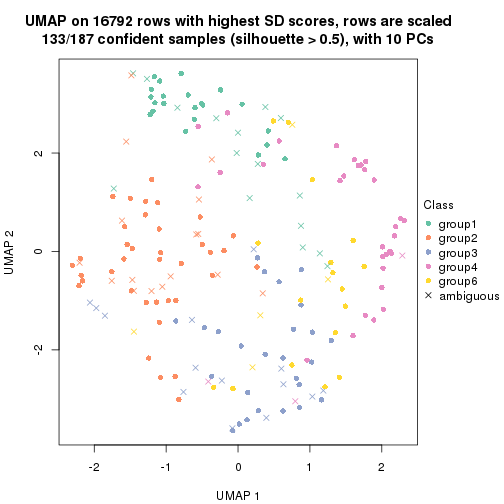 UMAP on 16792 rows with highest SD scores, rows are scaled
133/187 confident samples (silhouette > 0.5), with 10 PCs
UMAP 2
2
0
-2
-2
-1
0
1
2
UMAP 1
Class
group1
group2
group3
group4
group6
ambiguous